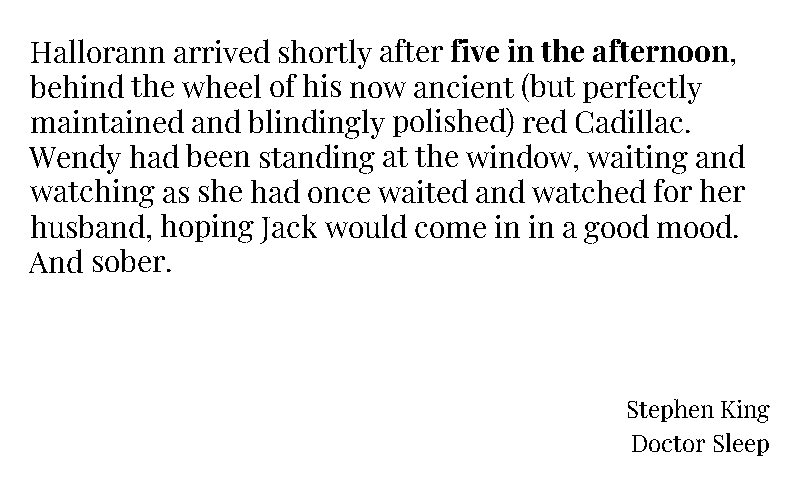 Hallorann arrived shortly after five in the afternoon,
behind the wheel of his now ancient (but perfectly
maintained and blindingly polished) red Cadillac.
Wendy had been standing at the window, waiting and
watching as she had once waited and watched for her
husband, hoping Jack would come in in a good mood.
And sober.
Stephen King
Doctor Sleep